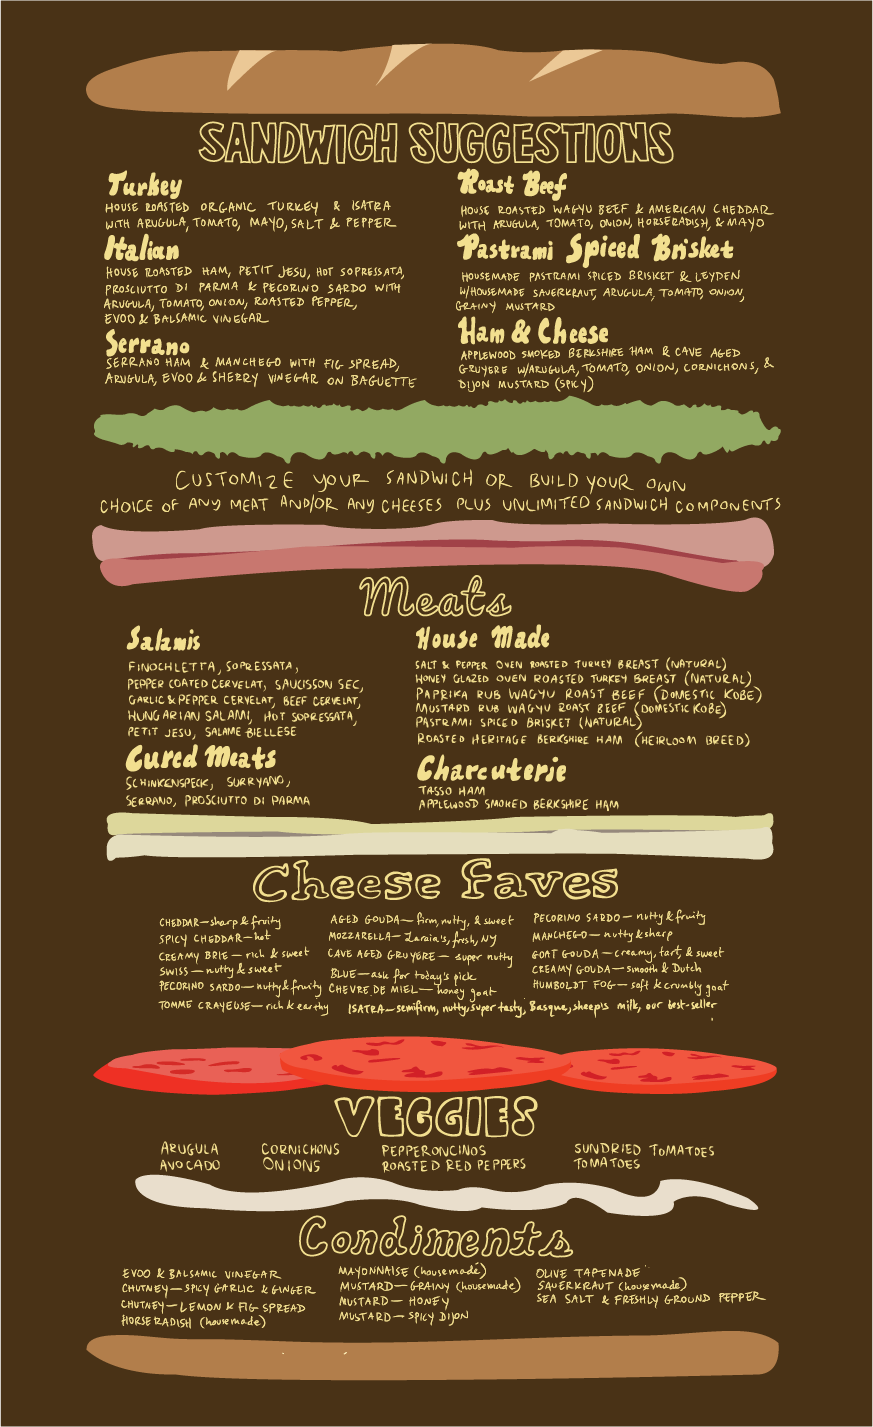 SANDWICH SUGGESTIONS
Turkey
HOUSE ROASTED ORGANIC TURKEY & ISATRA
WITH ARUGULA, TOMATO, MAYO, SALT & PEPPER
Italian
HOUSE ROASTED HAM, PETIT JESU, HOT SOPRESSATA,
PROSCIUTTO DI PARMA & PECORINO SARDO WITH
ARUGULA, TOMATO, ONION, ROASTED PEPPER,
EVOO & BALSAMIC VINEGAR
Serrano
SERRANO HAM & MANCHEGO WITH FIG SPREAD,
ARUGULA, EVOO & SHERRY VINEGAR ON BAGUETTE
Roast Beef
HOUSE ROASTED WAGYU BEEF & AMERICAN CHEDDAR
WITH ARUGULA, TOMATO, ONION, HORSERADISH, & MAYO
Pastrami Spiced Brisket
HOUSEMADE PASTRAMI SPICED BRISKET & LEYDEN
W/HOUSEMADE SAUERKRAUT, ARUGULA, TOMATO, ONION,
GRAINY MUSTARD
Ham & Cheese
APPLEWOOD SMOKED BERKSHIRE HAM & CAVE AGED
GRUYERE W/ARUGULA, TOMATO, ONION, CORNICHONS, &
DIJON MUSTARD (SPICY)
CUSTOMIZE YOUR SANDWICH OR BUILD YOUR OWN
CHOICE OF ANY MEAT AND/OR ANY CHEESES PLUS UNLIMITED SANDWICH COMPONENTS
Meats
Salamis
FINOCHLETTA, SOPRESSATA,
PEPPER COATED CERVELAT, SAUCISSON SEC,
GARLIC & PEPPER CERVELAT, BEEF CERVELAT,
HUNGARIAN SALAMI, HOT SOPRESSATA,
PETIT JESU, SALAME BIELLESE
Cured Meats
SCHINKENSPECK, SURRYANO,
SERRANO, PROSCIUTTO DI PARMA
House Made
SALT & PEPPER OVEN ROASTED TURKEY BREAST (NATURAL)
HONEY GLAZED OVEN ROASTED TURKEY BREAST (NATURAL)
PAPRIKA RUB WAGYU ROAST BEEF (DOMESTIC KOBE)
MUSTARD RUB WAGYU ROAST BEEF (DOMESTIC KOBE)
PASTRAMI SPICED BRISKET (NATURAL)
ROASTED HERITAGE BERKSHIRE HAM (HEIRLOOM BREED)
Charcuterie
TASSO HAM
APPLEWOOD SMOKED BERKSHIRE HAM
Cheese Faves
CHEDDAR—sharp & fruity
SPICY CHEDDAR—hot
CREAMY BRIE—rich & sweet
SWISS—nutty & sweet
PECORINO SARDO—nutty & fruity
TOMME CRAYEUSE—rich & earthy
AGED GOUDA—firm, nutty, & sweet
MOZZARELLA—Laraia's, fresh, NY
CAVE AGED GRUYERE—super nutty
BLUE—ask for today's pick
CHEVRE DE MIEL—honey goat
ISATRA—semifirm, nutty, super tasty, Basque, sheep's milk, our best-seller
PECORINO SARDO—nutty & fruity
MANCHEGO—nutty & sharp
GOAT GOUDA—creamy, tart, & sweet
CREAMY GOUDA—smooth & Dutch
HUMBOLDT FOG—soft & crumbly goat
VEGGIES
ARUGULA
AVOCADO
CORNICHONS
ONIONS
PEPPERONCINOS
ROASTED RED PEPPERS
SUNDRIED TOMATOES
TOMATOES
Condiments
EVOO & BALSAMIC VINEGAR
CHUTNEY—SPICY GARLIC & GINGER
CHUTNEY—LEMON & FIG SPREAD
HORSERADISH (housemade)
MAYONNAISE (housemade)
MUSTARD—GRAINY (housemade)
MUSTARD—HONEY
MUSTARD—SPICY DIJON
OLIVE TAPENADE
SAUERKRAUT (housemade)
SEA SALT & FRESHLY GROUND PEPPER